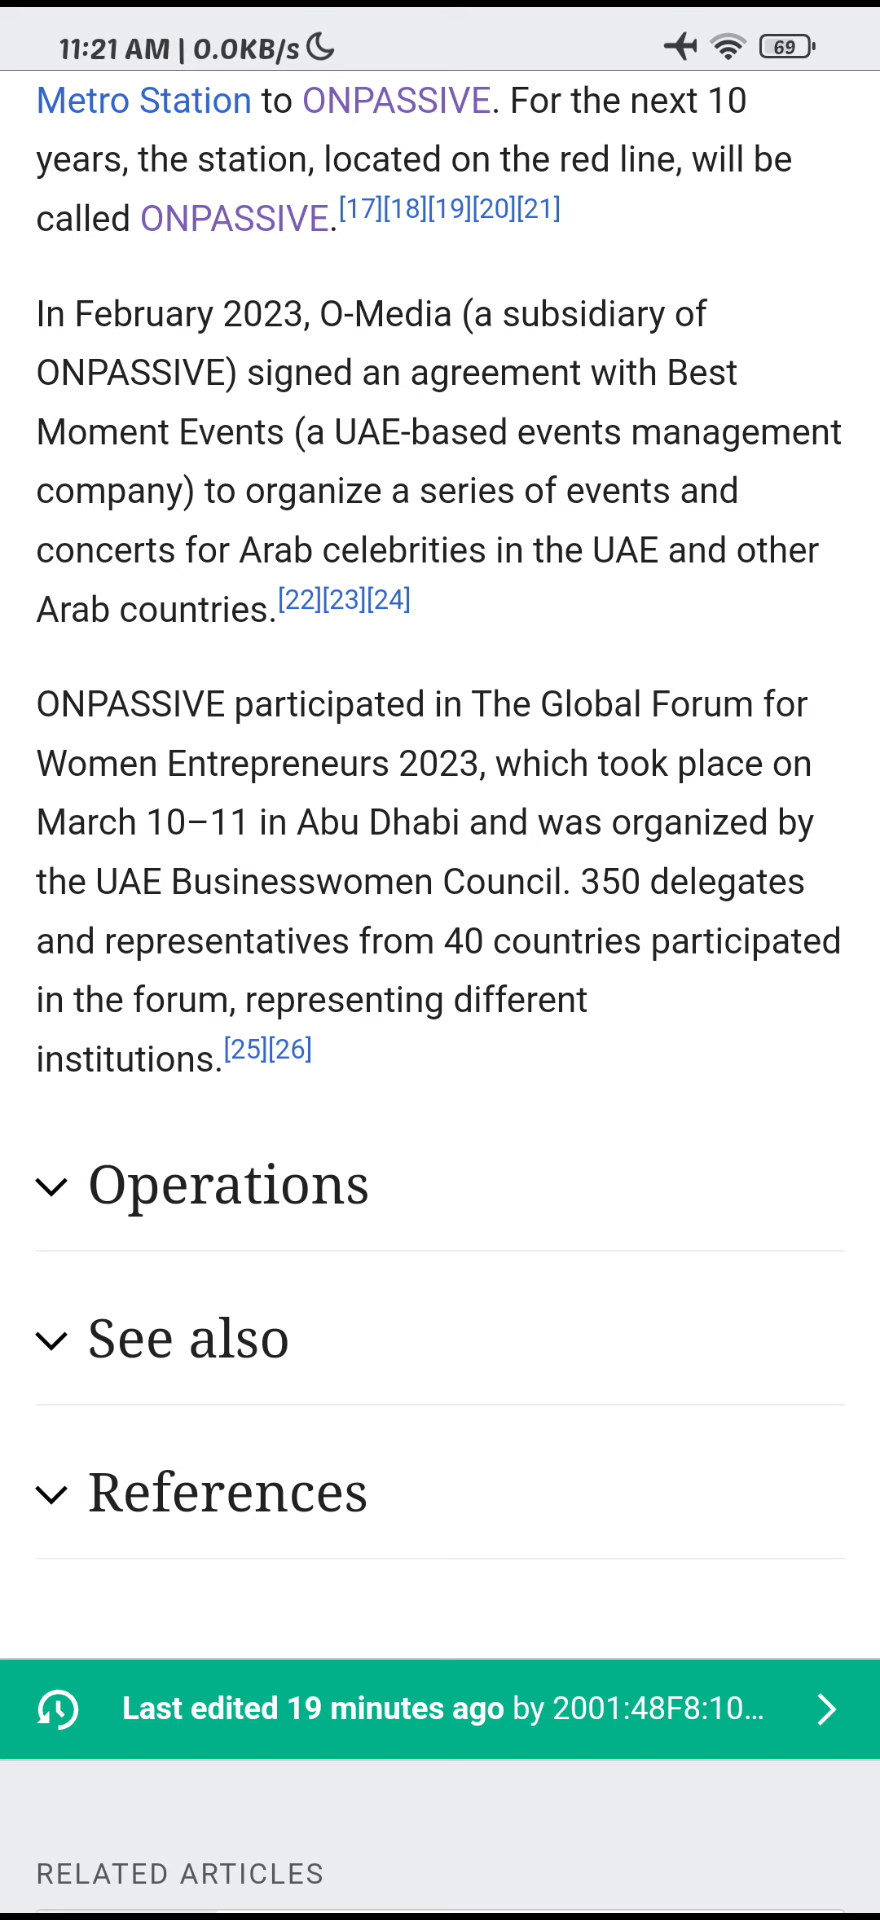 11:21 AM | 0.0KB/s
69
Metro Station to ONPASSIVE. For the next 10
years, the station, located on the red line, will be
called ONPASSIVE.[17][18][19][20][21]
In February 2023, O-Media (a subsidiary of
ONPASSIVE) signed an agreement with Best
Moment Events (a UAE-based events management
company) to organize a series of events and
concerts for Arab celebrities in the UAE and other
Arab countries.[22][23][24]
ONPASSIVE participated in The Global Forum for
Women Entrepreneurs 2023, which took place on
March 10–11 in Abu Dhabi and was organized by
the UAE Businesswomen Council. 350 delegates
and representatives from 40 countries participated
in the forum, representing different
institutions.[25][26]
Operations
See also
References
Last edited 19 minutes ago by 2001:48F8:10...
RELATED ARTICLES